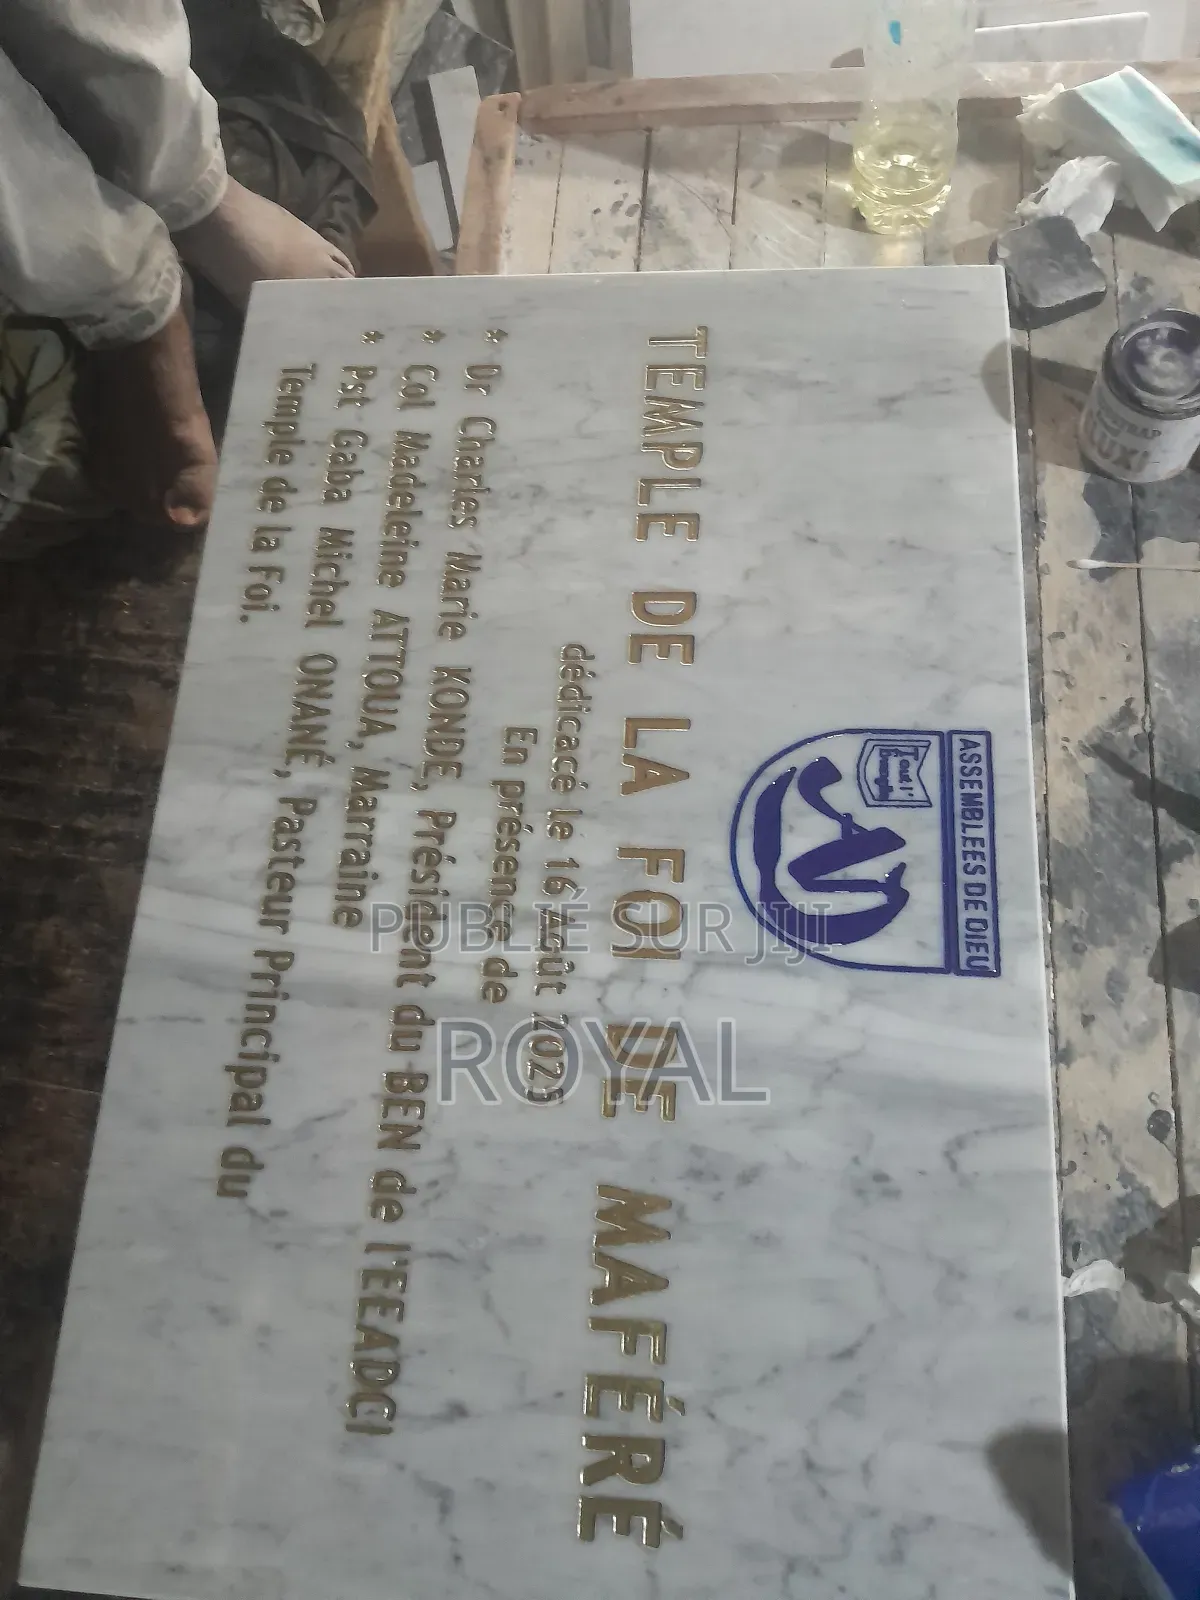 ASSEMBLEES DE DIEU
Tout l'
Evangile
TEMPLE DE LA FOI DE MAFÉRÉ
dédicacé le 16 Août 2025
En présence de
* Dr Charles Marie KONDE, Président du BEN de l'EEADCI
* Col Madeleine ATTOUA, Marraine
* Pst Gaba Michel ONANÉ, Pasteur Principal du
Temple de la Foi.
PUBLIÉ SUR JIJI
ROYAL